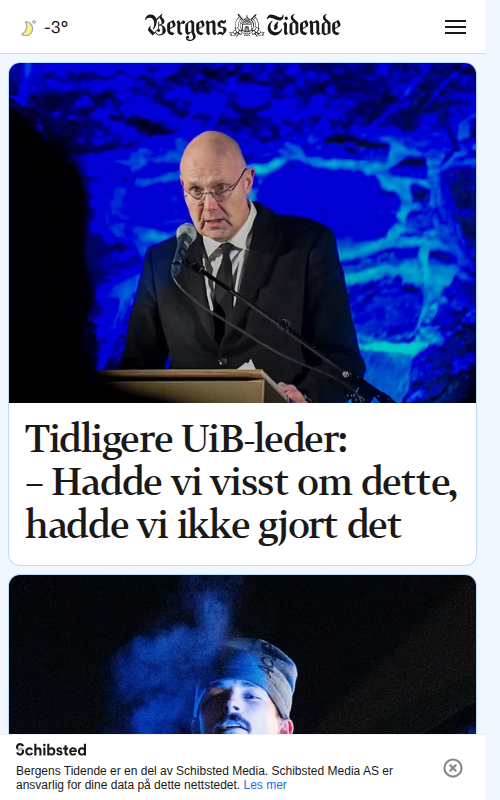 -3°
Bergens Tidende
Tidligere UiB-leder:
– Hadde vi visst om dette,
hadde vi ikke gjort det
Schibsted
Bergens Tidende er en del av Schibsted Media. Schibsted Media AS er
ansvarlig for dine data på dette nettstedet. Les mer